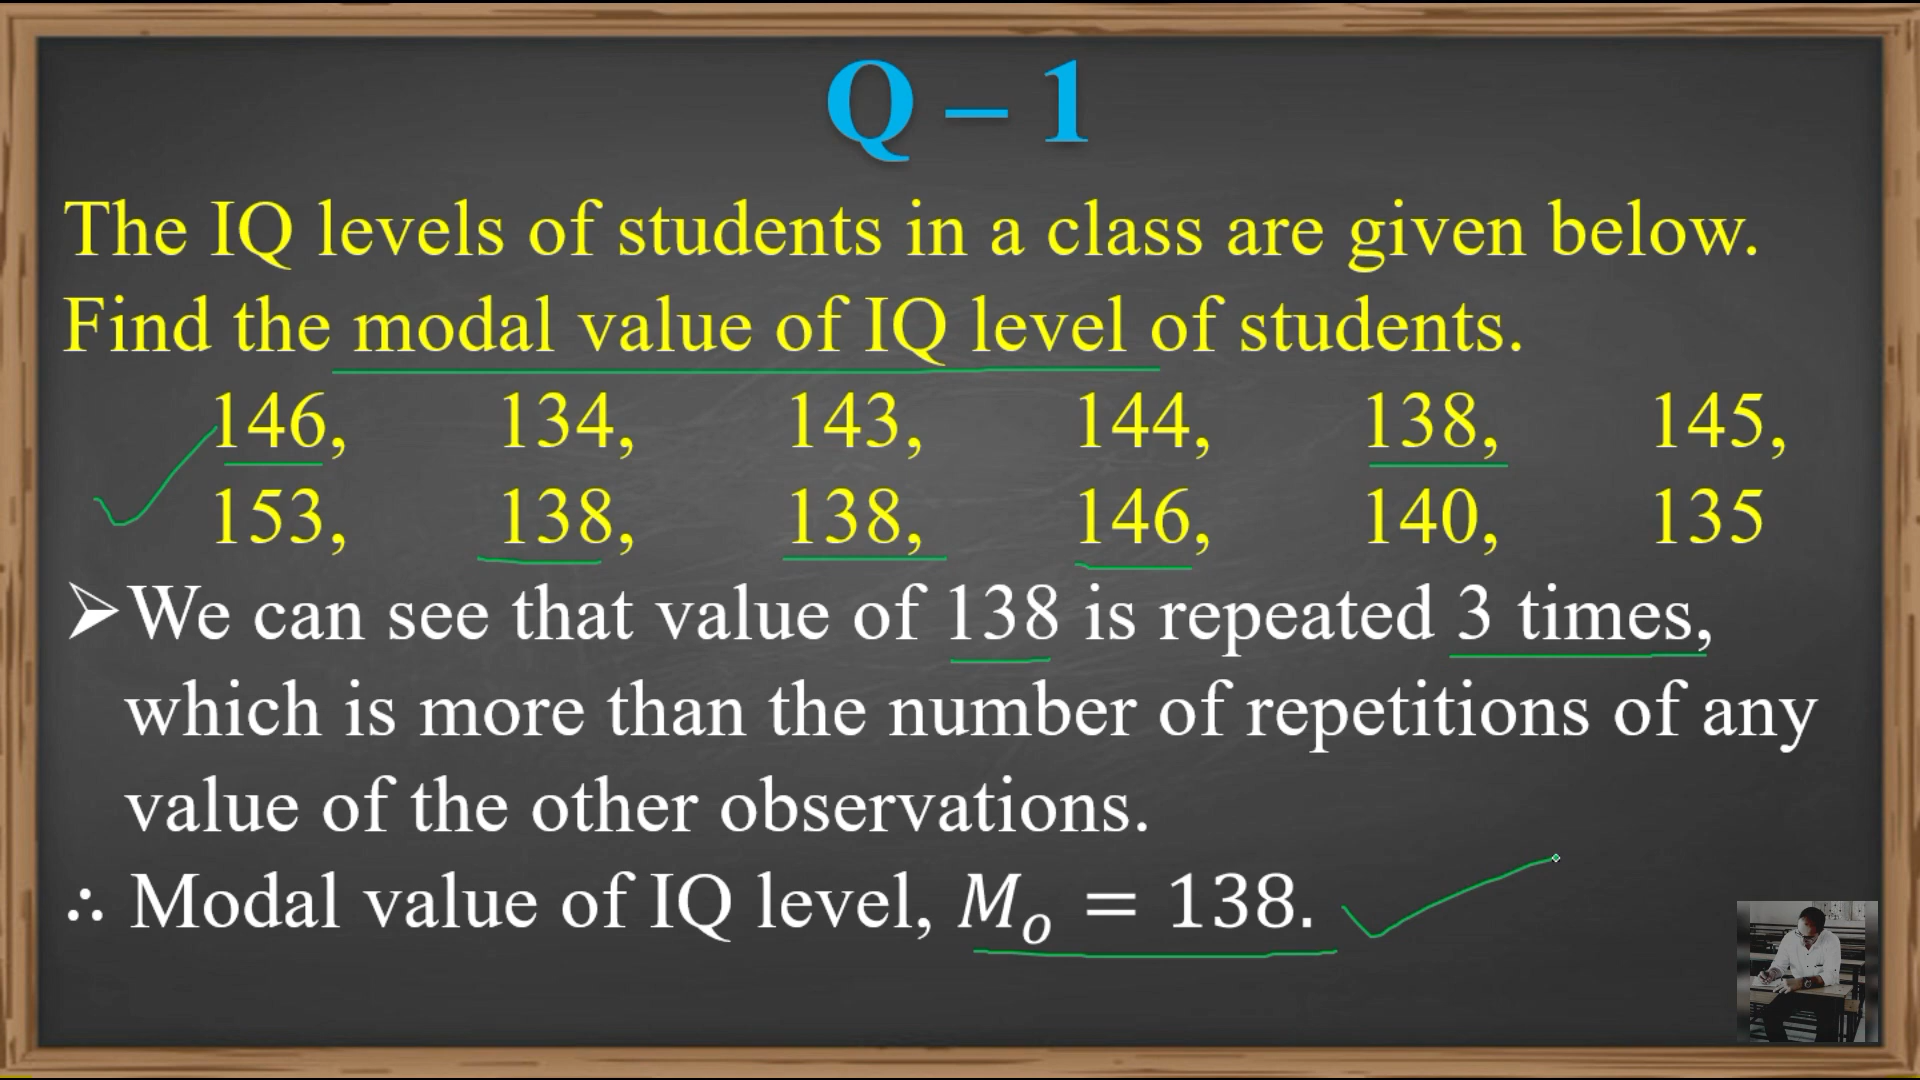 Q – 1
The IQ levels of students in a class are given below.
Find the modal value of IQ level of students.
146, 134, 143, 144, 138, 145,
153, 138, 138, 146, 140, 135
➤We can see that value of 138 is repeated 3 times,
which is more than the number of repetitions of any
value of the other observations.
∴ Modal value of IQ level, Mₒ = 138.